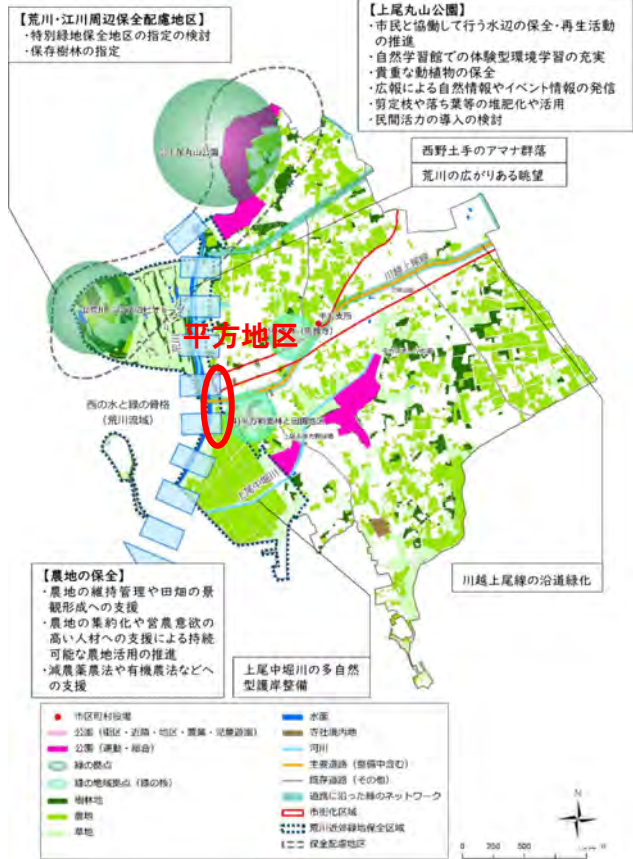 【荒川・江川周辺保全配慮地区】
・特別緑地保全地区の指定の検討
・保存樹林の指定
【上尾丸山公園】
・市民と協働して行う水辺の保全・再生活動
の推進
・自然学習館での体験型環境学習の充実
・貴重な動植物の保全
・広報による自然情報やイベント情報の発信
・剪定枝や落ち葉等の堆肥化や活用
・民間活力の導入の検討
西野土手のアマナ群落
荒川の広がりある眺望
上尾丸山公園
川越上尾線
平方支所
平方地区
西の水と緑の骨格
(荒川流域)
上尾中堀川
【農地の保全】
・農地の維持管理や田畑の景
観形成への支援
・農地の集約化や営農意欲の
高い人材への支援による持続
可能な農地活用の推進
・減農薬農法や有機農法などへ
の支援
川越上尾線の沿道緑化
上尾中堀川の多自然
型護岸整備
市区町村役場
公園(街区・近隣・地区・農業・児童遊園)
公園(運動・総合)
緑の拠点
緑の地域拠点(緑の核)
樹林地
農地
草地
水面
寺社境内地
河川
主要道路(整備中含む)
既存道路(その他)
道路に沿った緑のネットワーク
市街化区域
荒川近郊緑地保全区域
保全配慮地区
N